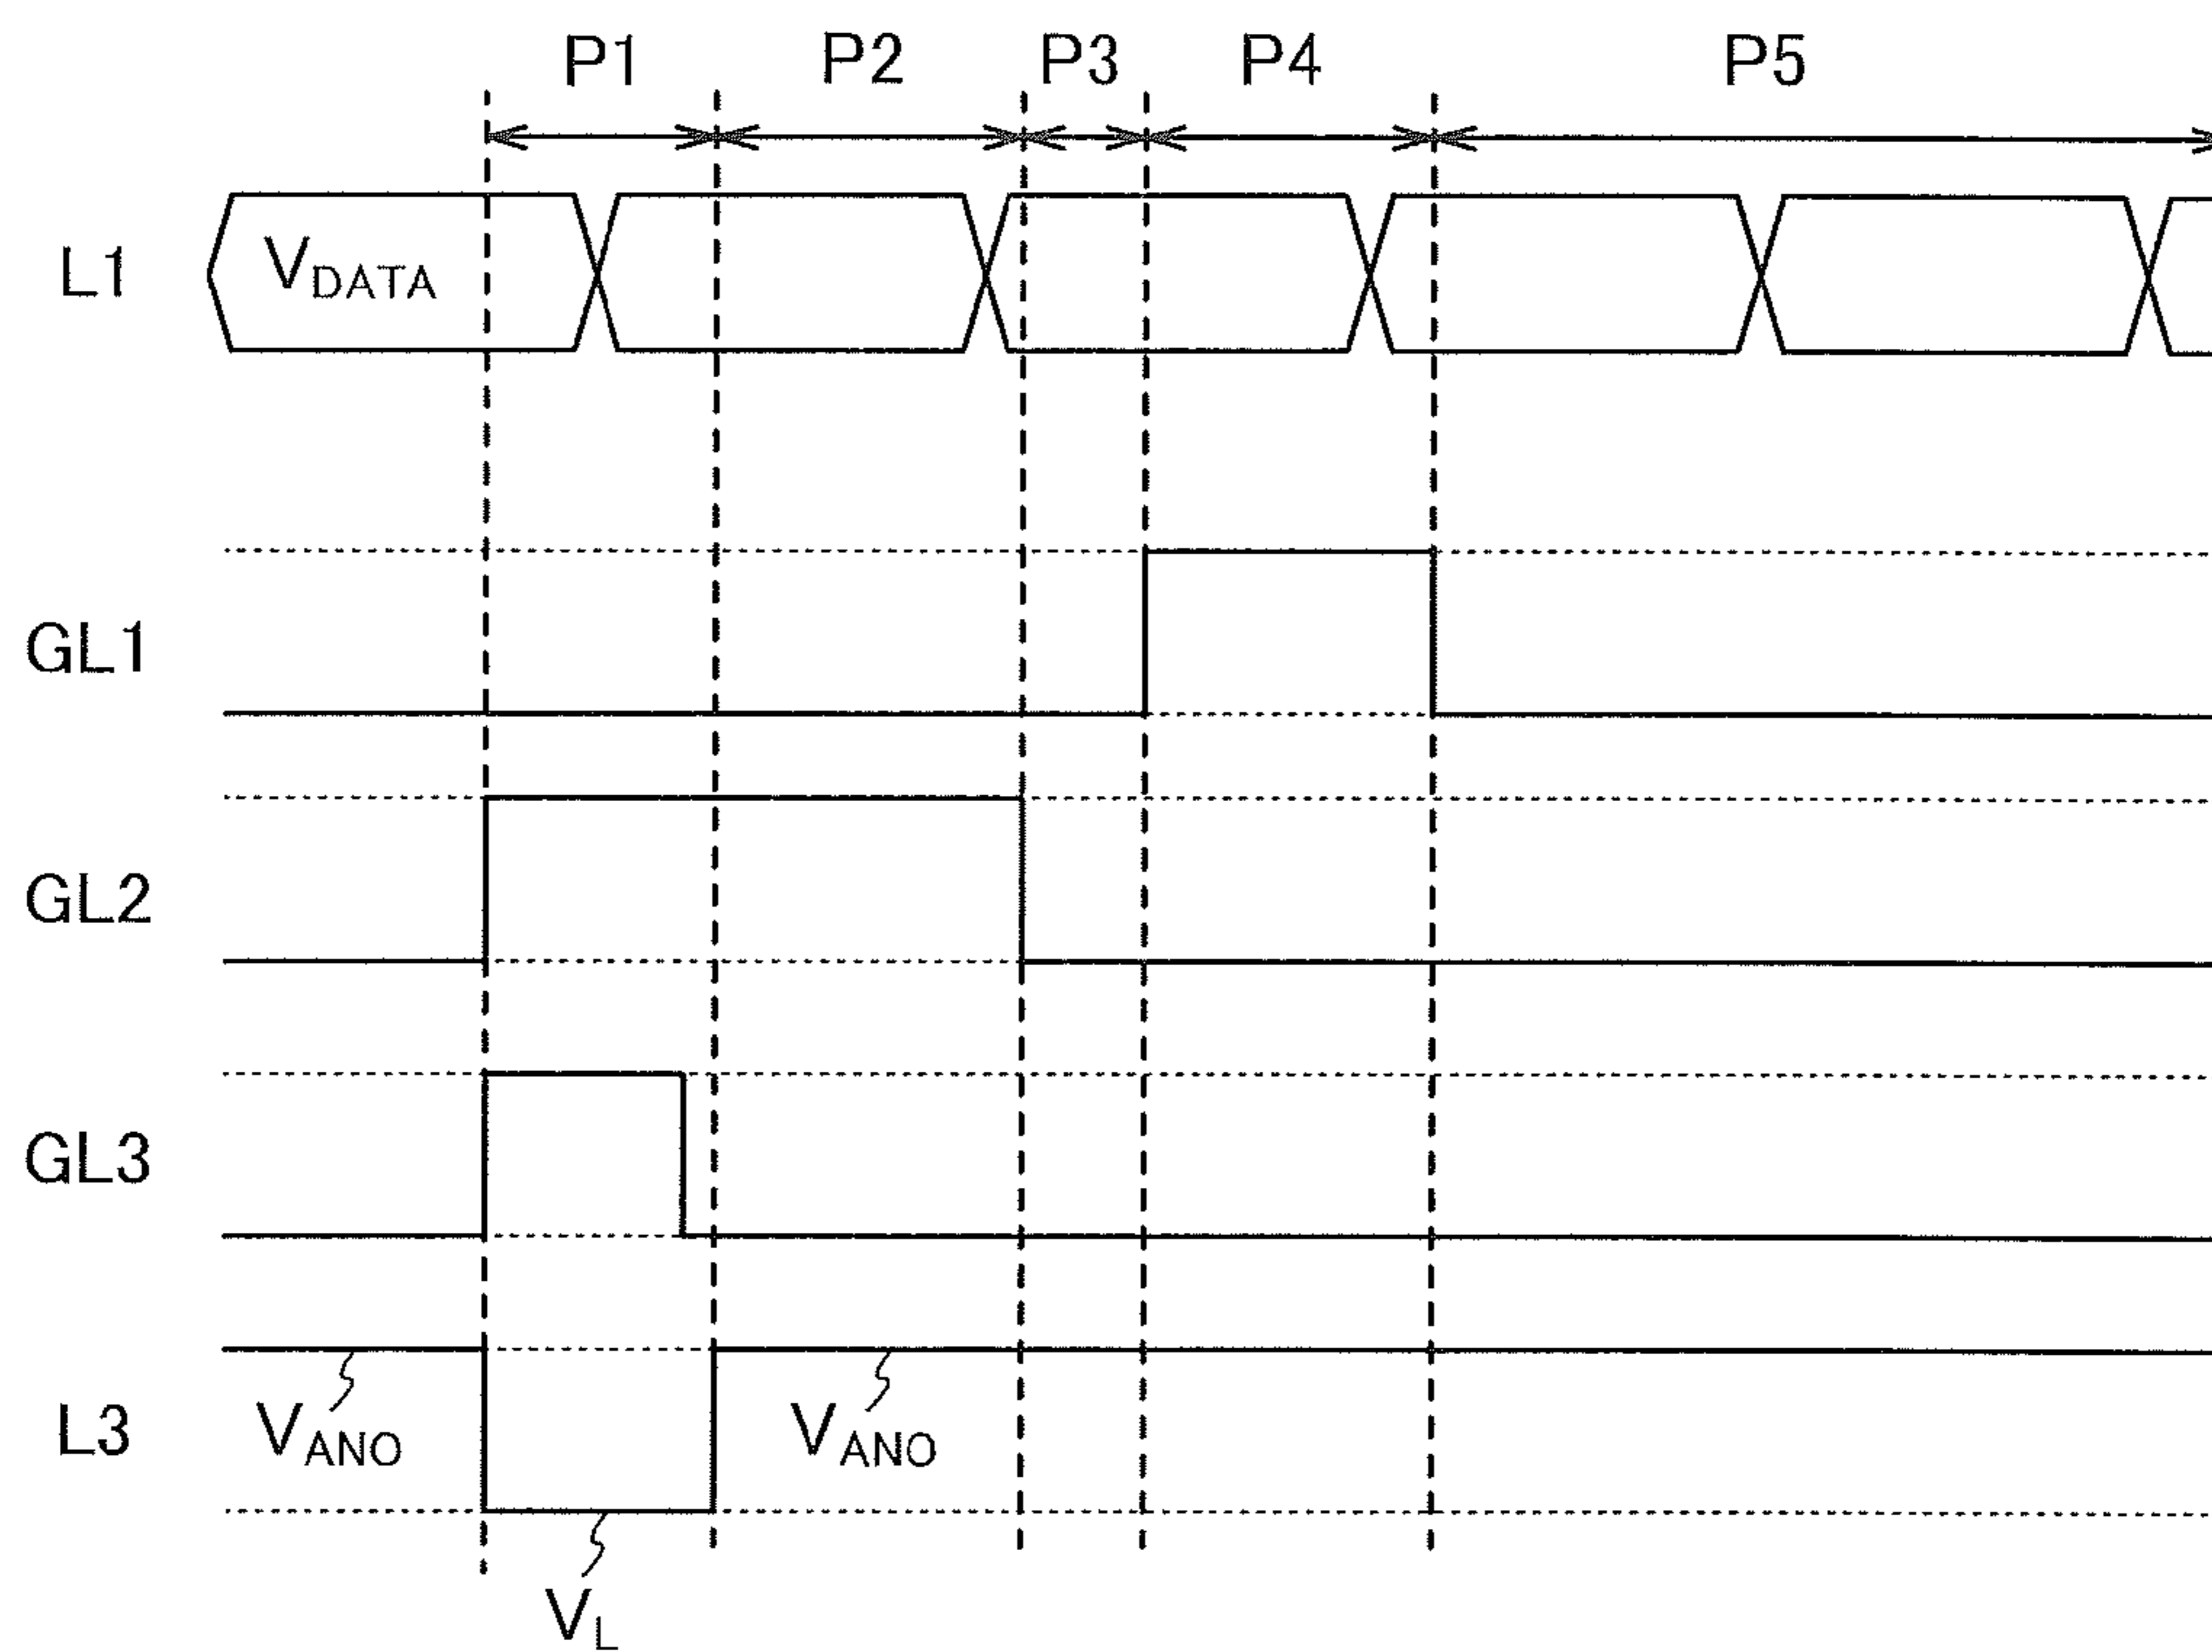 P1 P2 P3 P4 P5
L1 VDATA
GL1
GL2
GL3
L3 VANO VANO
VL